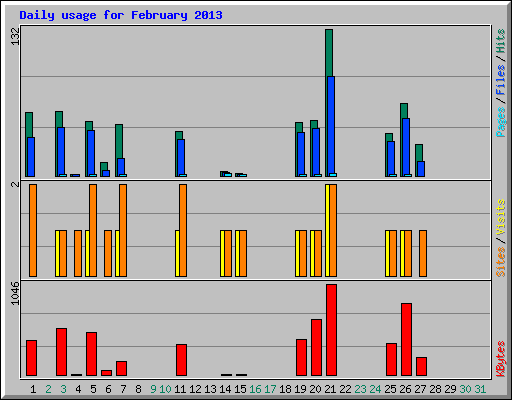 Daily usage for February 2013
132
2
1046
Pages / Files / Hits
Sites / Visits
KBytes
1 2 3 4 5 6 7 8 9 10 11 12 13 14 15 16 17 18 19 20 21 22 23 24 25 26 27 28 29 30 31